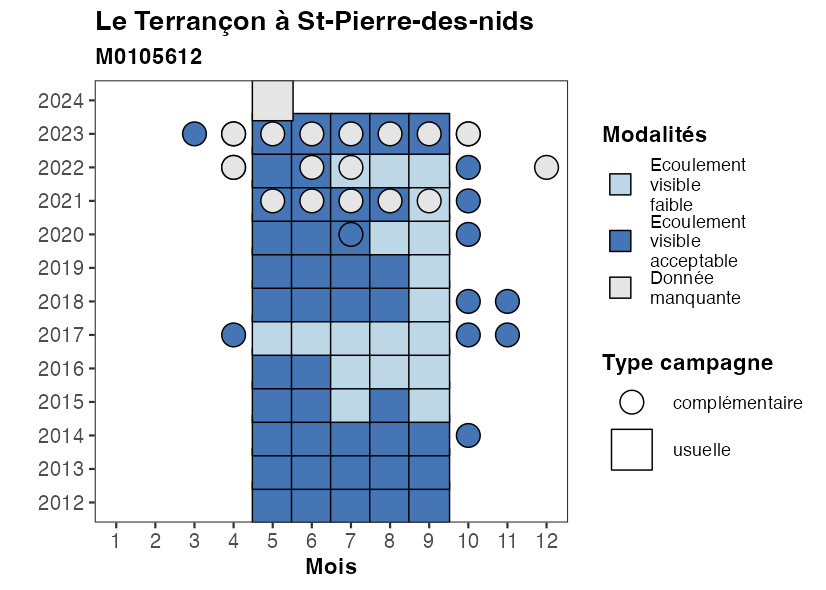 Le Terrançon à St-Pierre-des-nids
M0105612
2024
2023
2022
2021
2020
2019
2018
2017
2016
2015
2014
2013
2012
1 2 3 4 5 6 7 8 9 10 11 12
Mois
Modalités
Ecoulement
visible
faible
Ecoulement
visible
acceptable
Donnée
manquante
Type campagne
complémentaire
usuelle